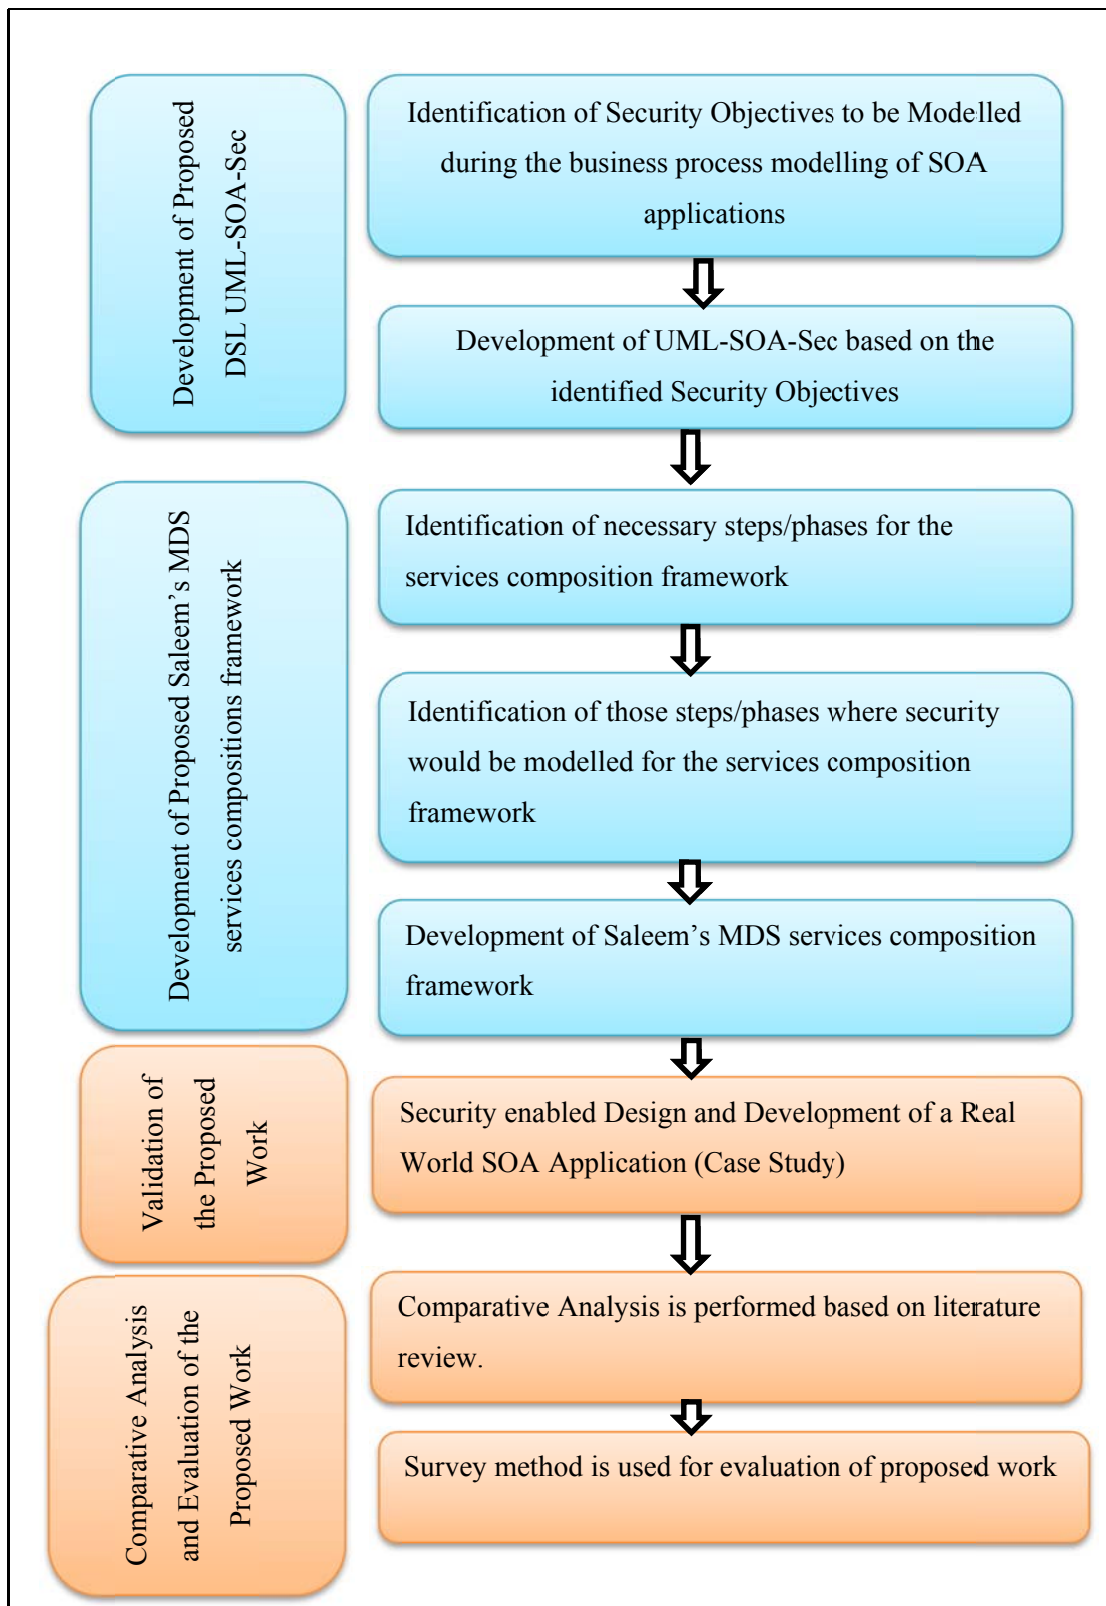 Development of Proposed
DSL UML-SOA-Sec
Identification of Security Objectives to be Modelled
during the business process modelling of SOA
applications
Development of UML-SOA-Sec based on the
identified Security Objectives
Development of Proposed Saleem’s MDS
services compositions framework
Identification of necessary steps/phases for the
services composition framework
Identification of those steps/phases where security
would be modelled for the services composition
framework
Development of Saleem’s MDS services composition
framework
Validation of
the Proposed
Work
Security enabled Design and Development of a Real
World SOA Application (Case Study)
Comparative Analysis
and Evaluation of the
Proposed Work
Comparative Analysis is performed based on literature
review.
Survey method is used for evaluation of proposed work